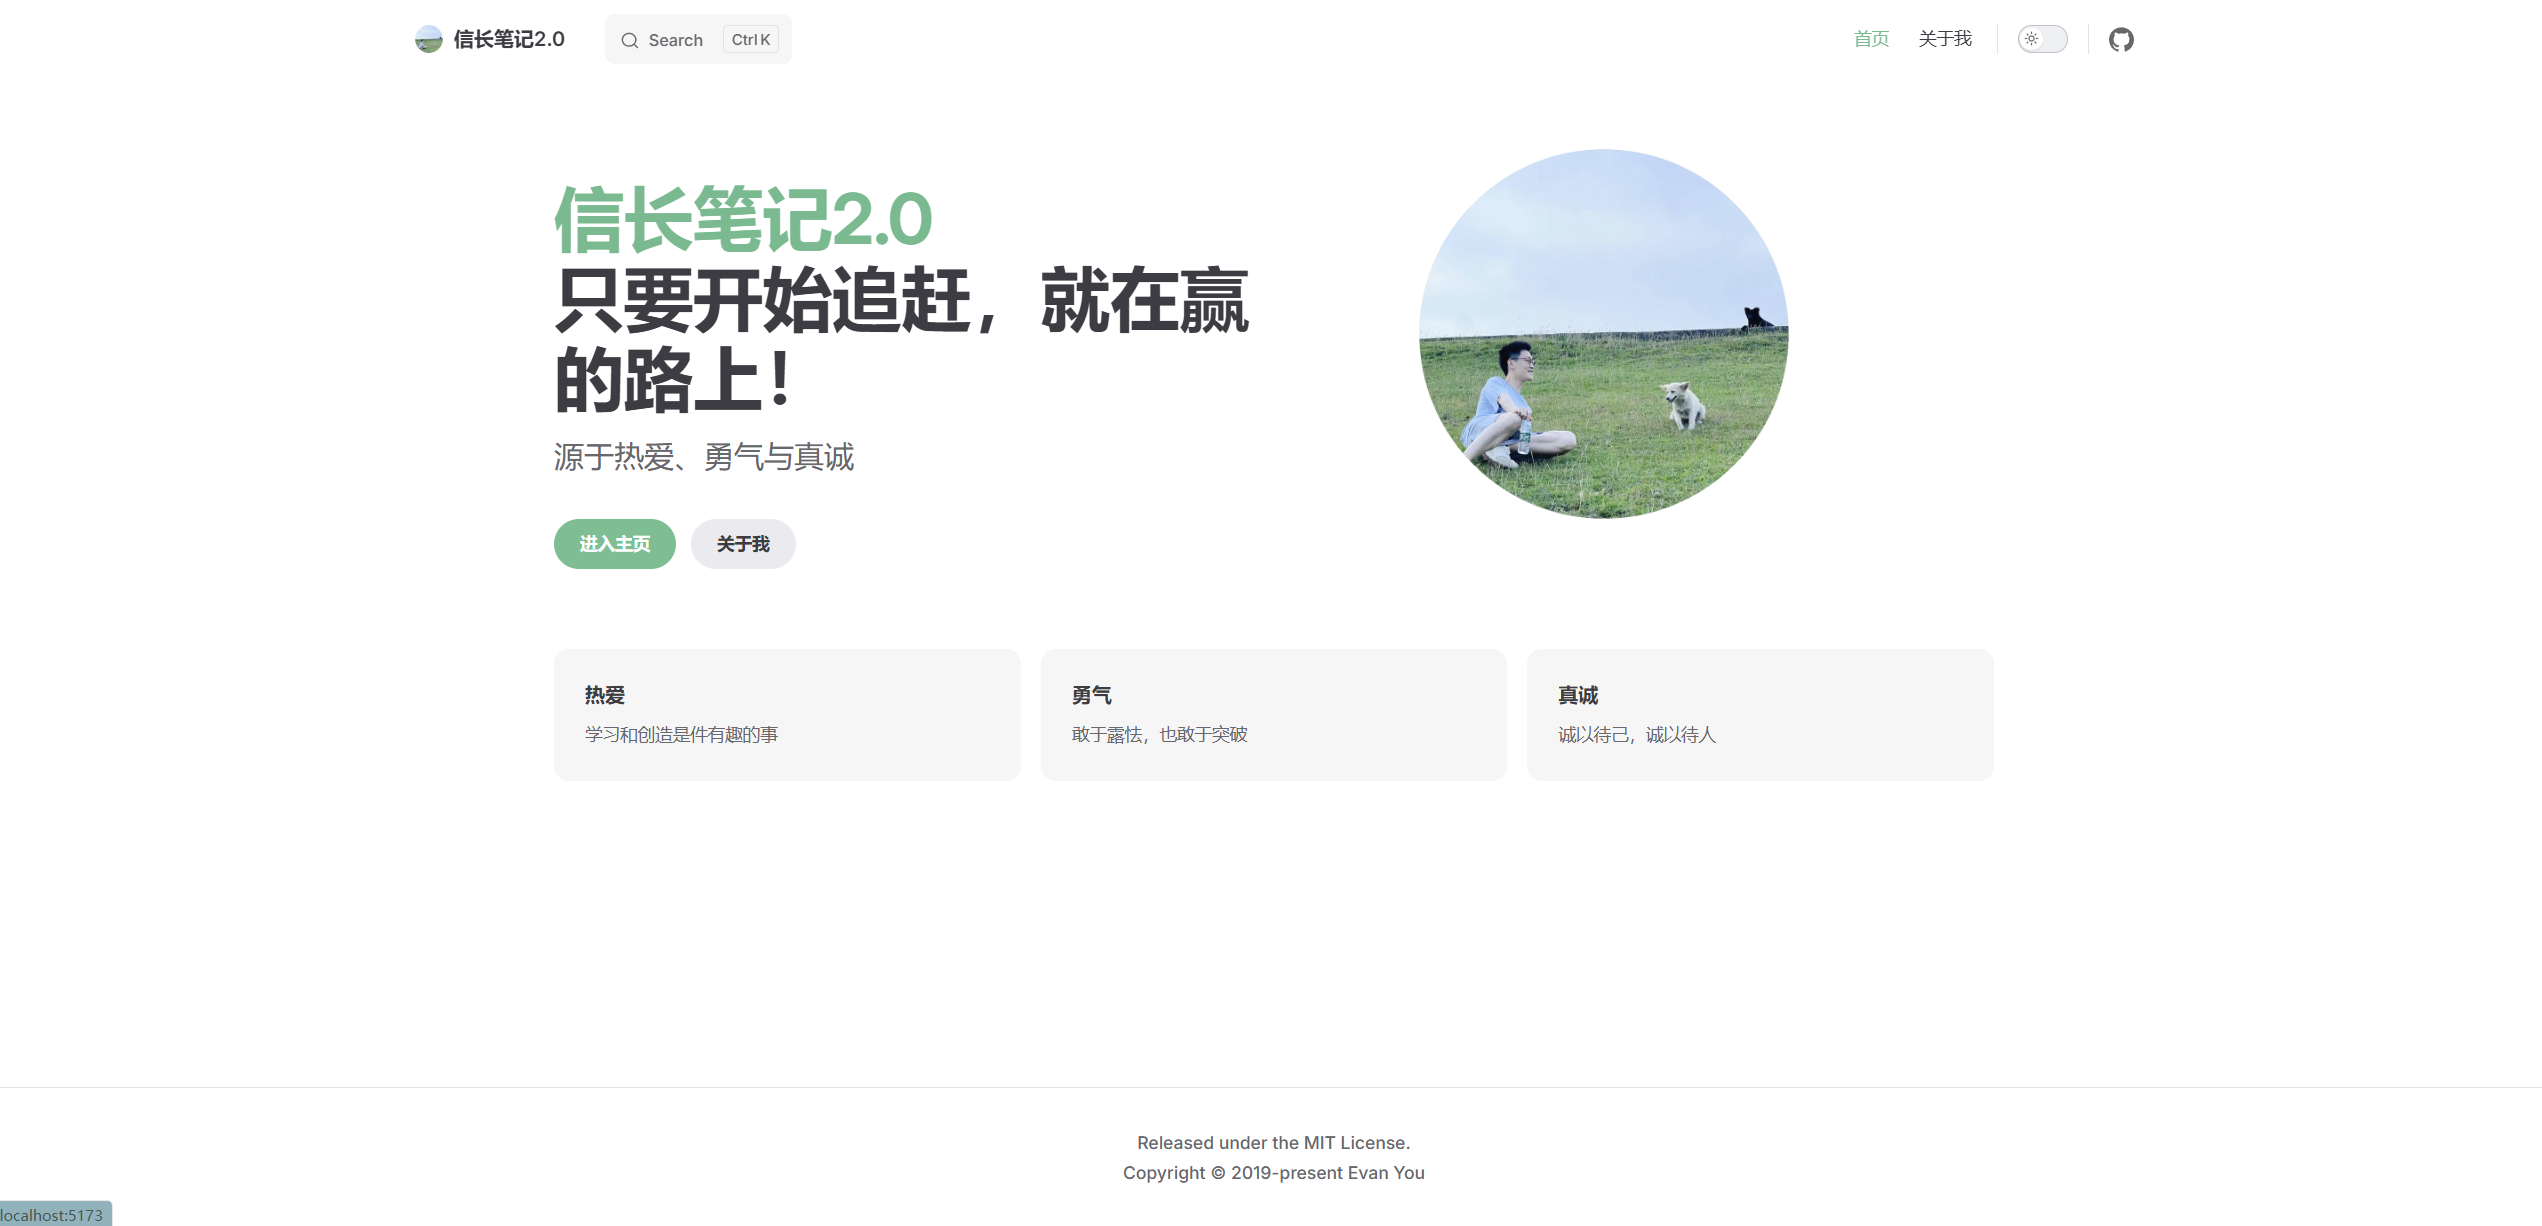 信长笔记2.0
Search
Ctrl K
首页
关于我
信长笔记2.0
只要开始追赶，就在赢
的路上！
源于热爱、勇气与真诚
进入主页
关于我
热爱
学习和创造是件有趣的事
勇气
敢于露怯，也敢于突破
真诚
诚以待己，诚以待人
Released under the MIT License.
Copyright © 2019-present Evan You
localhost:5173